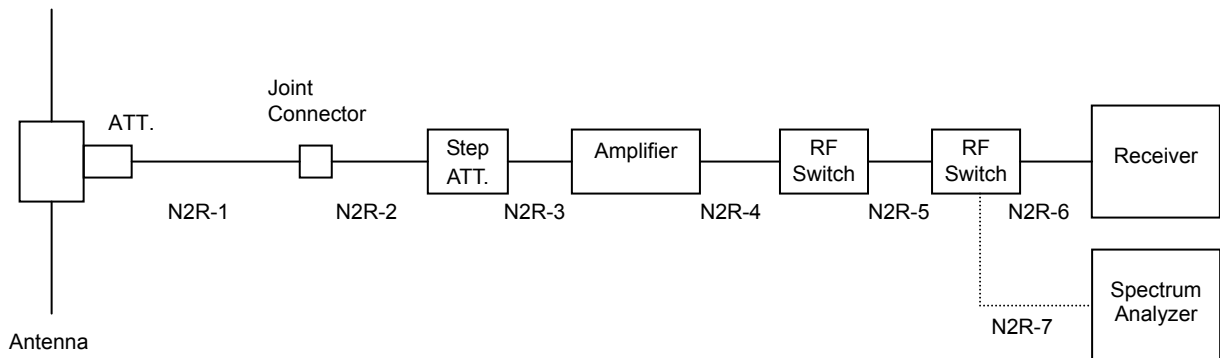 Joint
Connector
ATT.
Step
ATT.
Amplifier
RF
Switch
RF
Switch
Receiver
N2R-1
N2R-2
N2R-3
N2R-4
N2R-5
N2R-6
Spectrum
Analyzer
N2R-7
Antenna